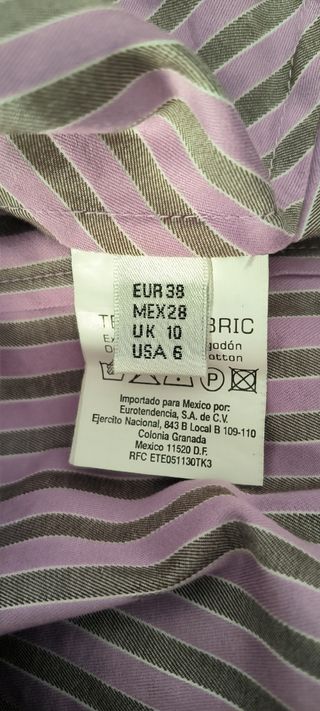 EUR 38
MEX 28
UK 10
USA 6
BRIC
Importado para Mexico por:
Eurotendencia, S.A. de C.V.
Ejercito Nacional, 843 B Local B 109-110
Colonia Granada
Mexico 11520 D.F.
RFC ETE051130TK3